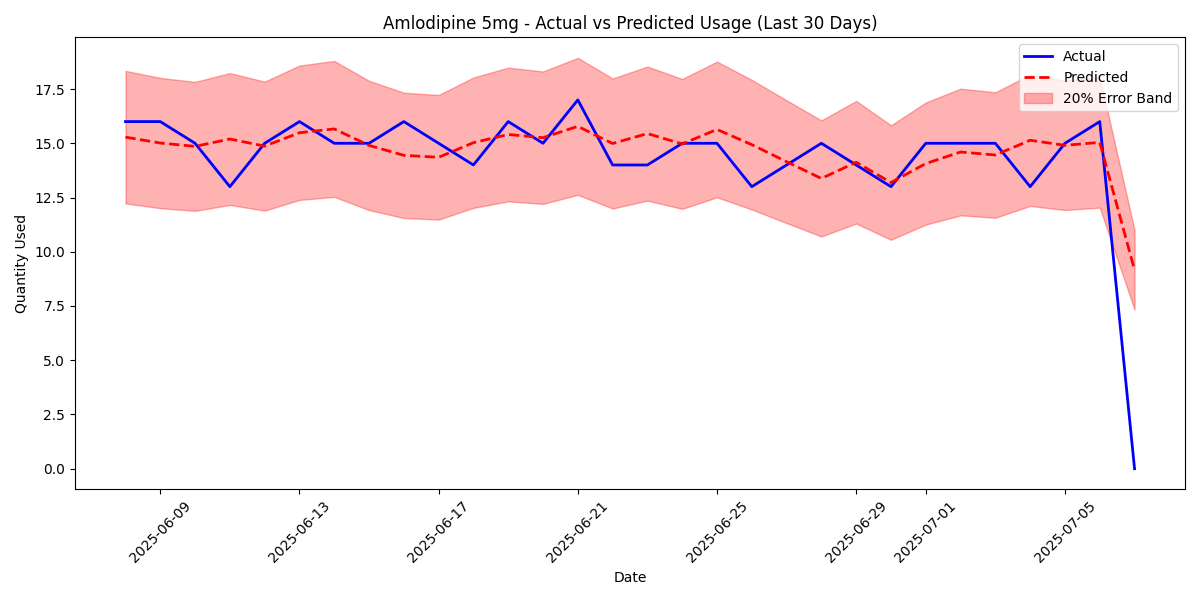 Amlodipine 5mg - Actual vs Predicted Usage (Last 30 Days)
Actual
Predicted
20% Error Band
Quantity Used
17.5
15.0
12.5
10.0
7.5
5.0
2.5
0.0
2025-06-09
2025-06-13
2025-06-17
2025-06-21
2025-06-25
2025-06-29
2025-07-01
2025-07-05
Date